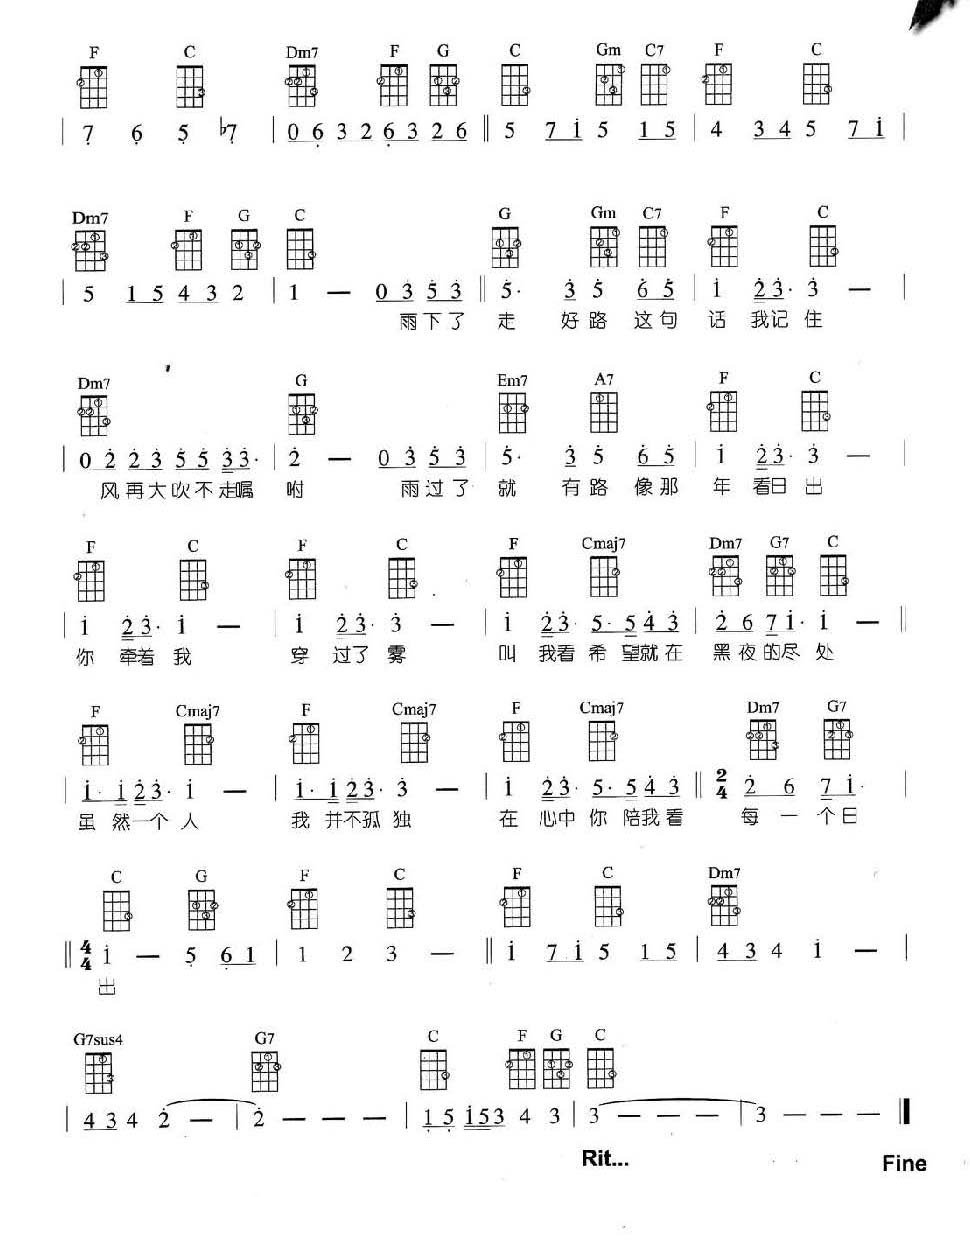 F C Dm7 F G C Gm C7 F C
| 7 6 5 ♭7 | 0 6 3 2 6 3 2 6 ‖ 5 7 1 5 1 5 | 4 3 4 5 7 1 |
Dm7 F G C G Gm C7 F C
| 5 1 5 4 3 2 | 1 — 0 3 5 3 ‖ 5· 3 5 6 5 | 1 2 3· 3 — |
雨下了 走 好路 这句 话 我记 住
Dm7 G Em7 A7 F C
| 0 2 2 3 5 5 3 3· | 2 — 0 3 5 3 | 5· 3 5 6 5 | 1 2 3· 3 — |
风再大吹不走嘱 咐 雨过了 就 有路 像那 年 看日 出
F C F C F Cmaj7 Dm7 G7 C
| 1 2 3· 1 — | 1 2 3· 3 — | 1 2 3· 5· 5 4 3 | 2 6 7 1· 1 — ‖
你 牵着 我 穿 过了 雾 叫 我看 希 望就在 黑夜的尽 处
F Cmaj7 F Cmaj7 F Cmaj7 Dm7 G7
| 1· 1 2 3· 1 — | 1· 1 2 3· 3 — | 1 2 3· 5· 5 4 3 ‖ 2/4 2 6 7 1· |
虽 然一个 人 我 并不孤 独 在 心中 你 陪我看 每 一 个日
C G F C F C Dm7
‖ 4/4 1 — 5 6 1 | 1 2 3 — ‖ 1 7 1 5 1 5 | 4 3 4 1 — |
出
G7sus4 G7 C F G C
| 4 3 4 2 — | 2 — — — | 1 5 1 5 3 4 3 | 3 — — — | 3 — — — ‖
Rit... Fine